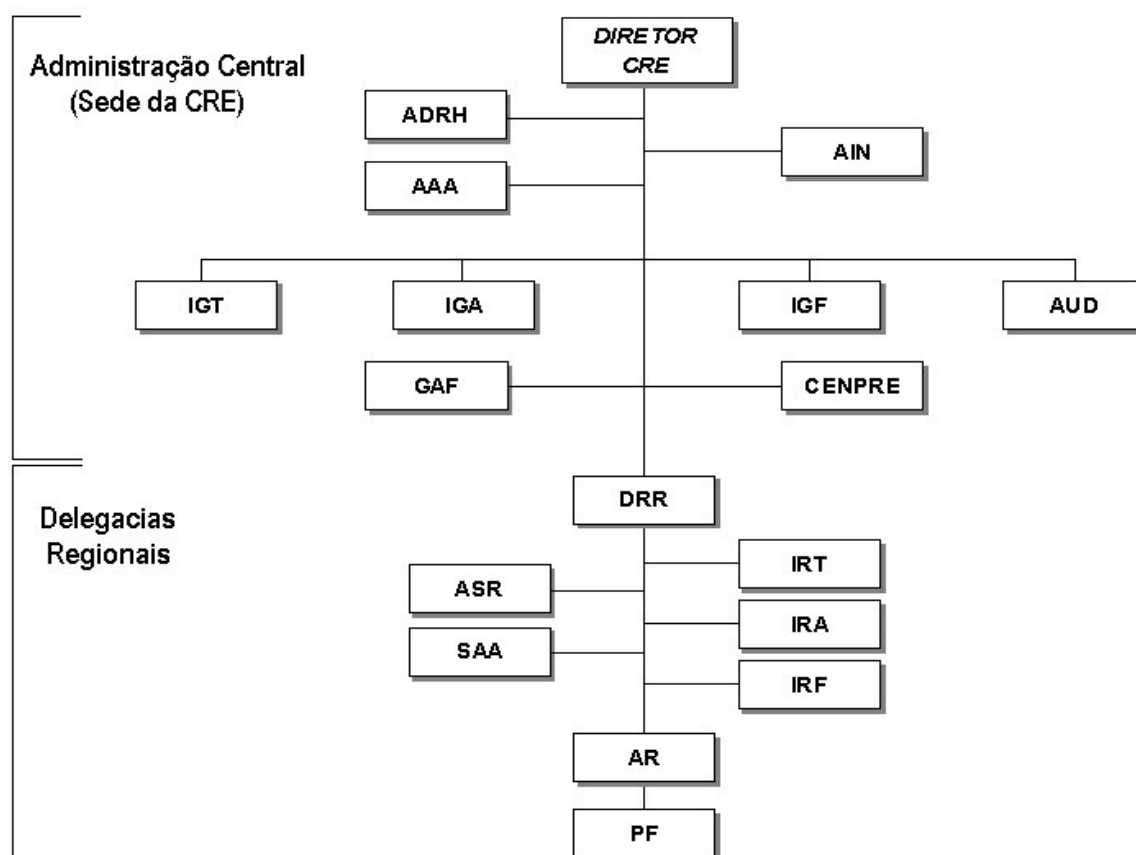 DIRETOR
CRE
Administração Central
(Sede da CRE)
ADRH
AIN
AAA
IGT
IGA
IGF
AUD
GAF
CENPRE
DRR
Delegacias
Regionais
IRT
ASR
IRA
SAA
IRF
AR
PF